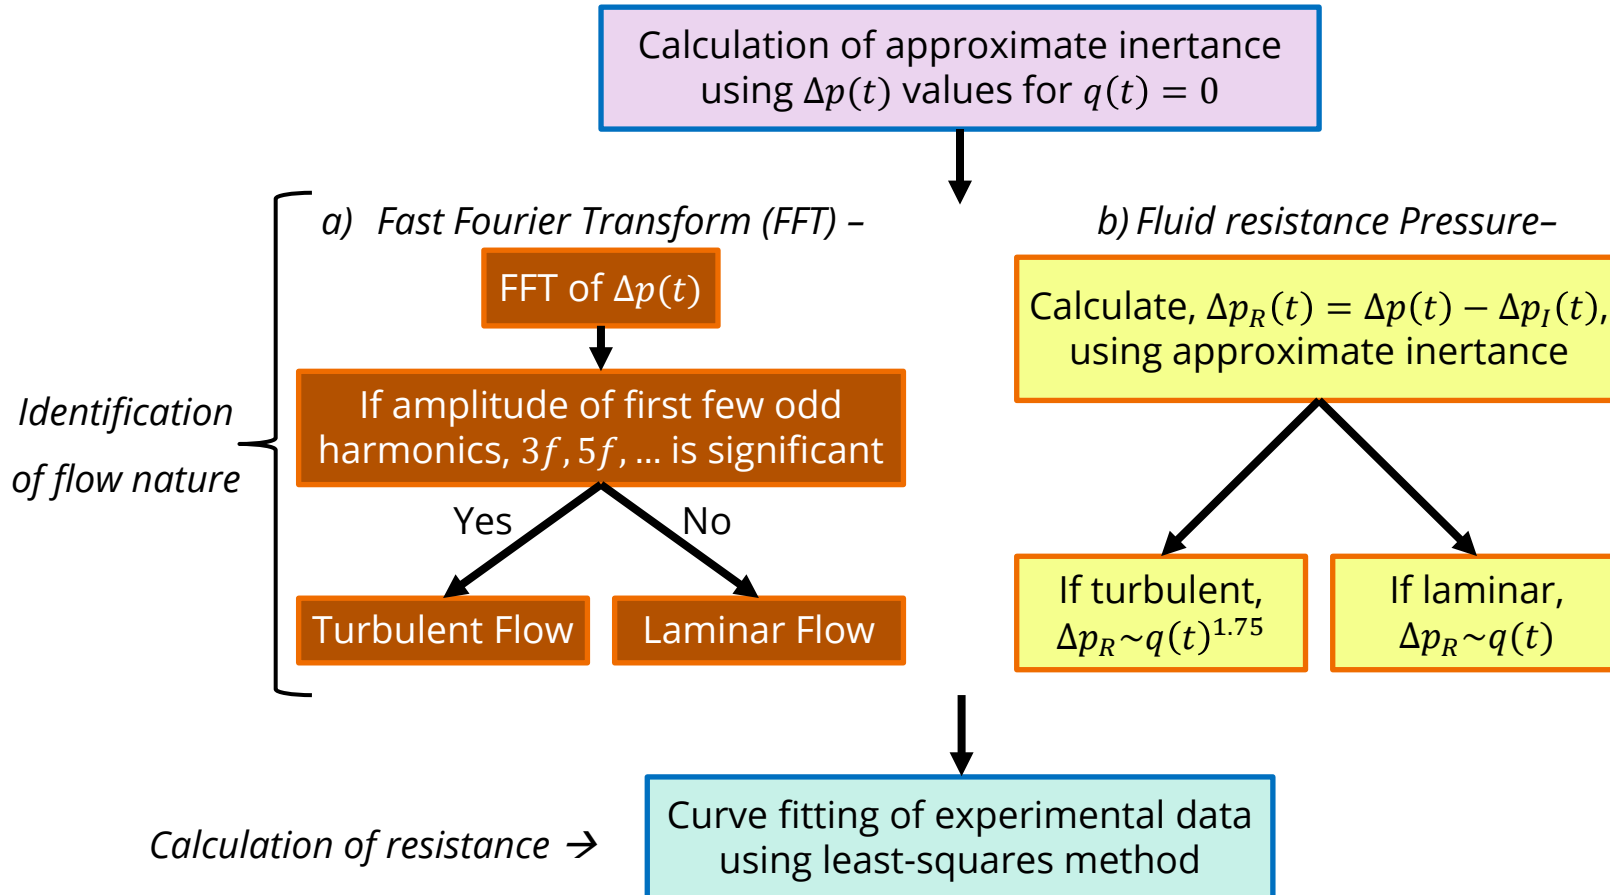 Calculation of approximate inertance
using Δp(t) values for q(t) = 0
a) Fast Fourier Transform (FFT) –
FFT of Δp(t)
If amplitude of first few odd
harmonics, 3f, 5f, … is significant
Yes
No
Turbulent Flow
Laminar Flow
b) Fluid resistance Pressure–
Calculate, Δp_R(t) = Δp(t) − Δp_I(t),
using approximate inertance
If turbulent,
Δp_R~q(t)^1.75
If laminar,
Δp_R~q(t)
Identification
of flow nature
Calculation of resistance →
Curve fitting of experimental data
using least-squares method